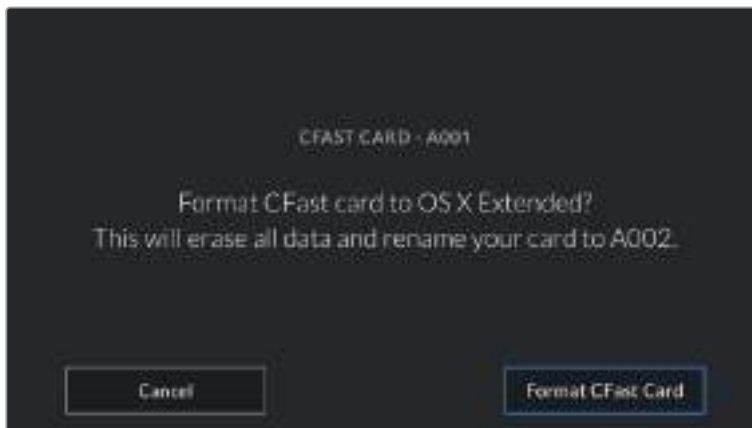 CFAST CARD - A001
Format CFast card to OS X Extended?
This will erase all data and rename your card to A002.
Cancel
Format CFast Card